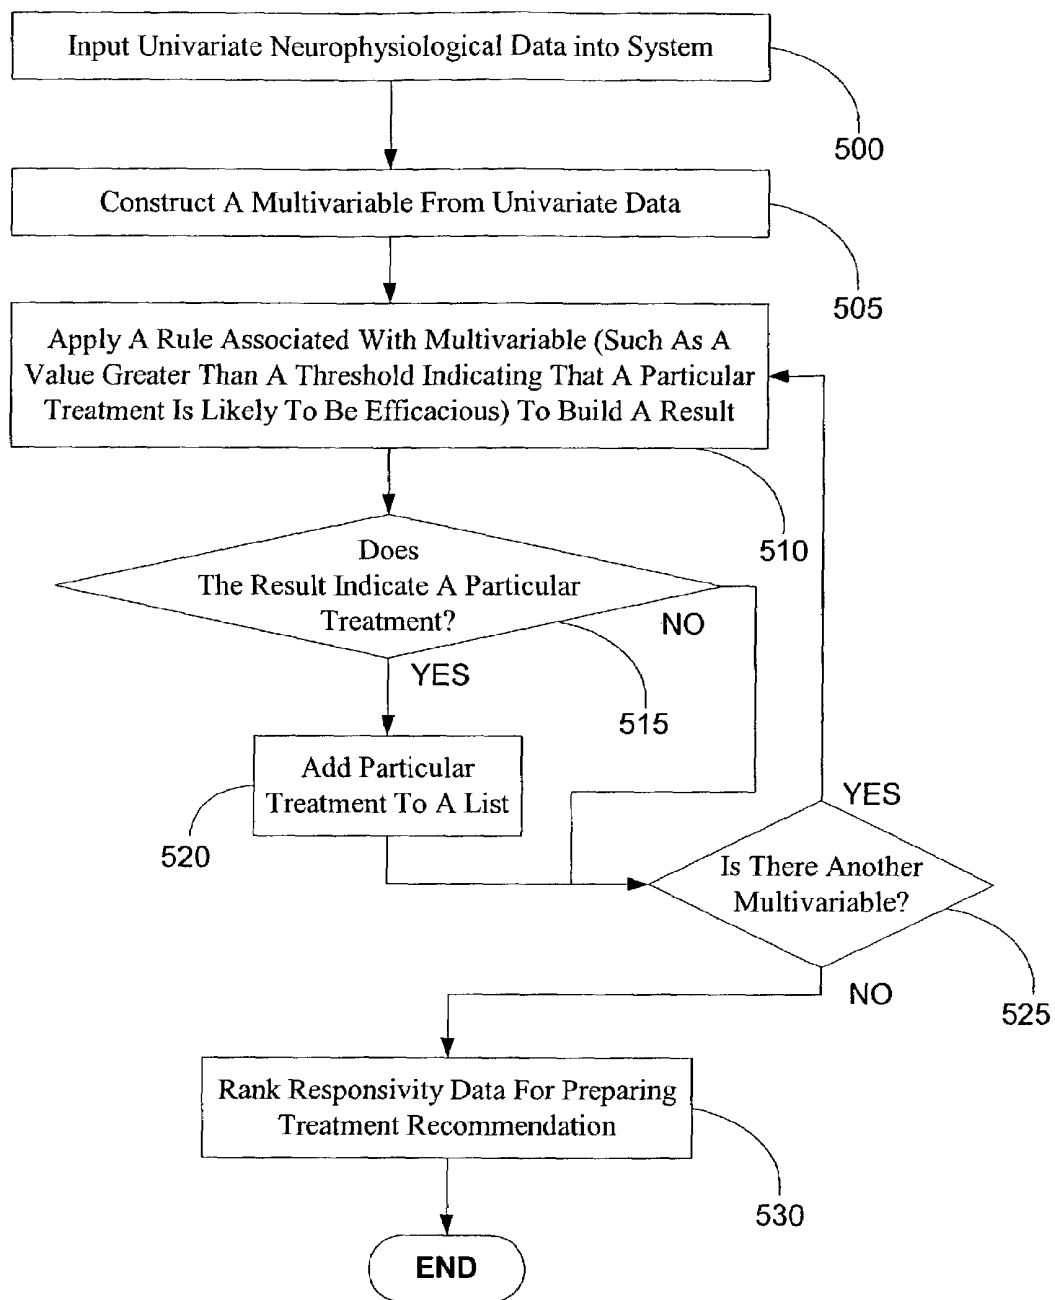 Input Univariate Neurophysiological Data into System
500
Construct A Multivariable From Univariate Data
505
Apply A Rule Associated With Multivariable (Such As A
Value Greater Than A Threshold Indicating That A Particular
Treatment Is Likely To Be Efficacious) To Build A Result
510
Does
The Result Indicate A Particular
Treatment?
NO
YES
515
Add Particular
Treatment To A List
520
YES
Is There Another
Multivariable?
NO
525
Rank Responsivity Data For Preparing
Treatment Recommendation
530
END